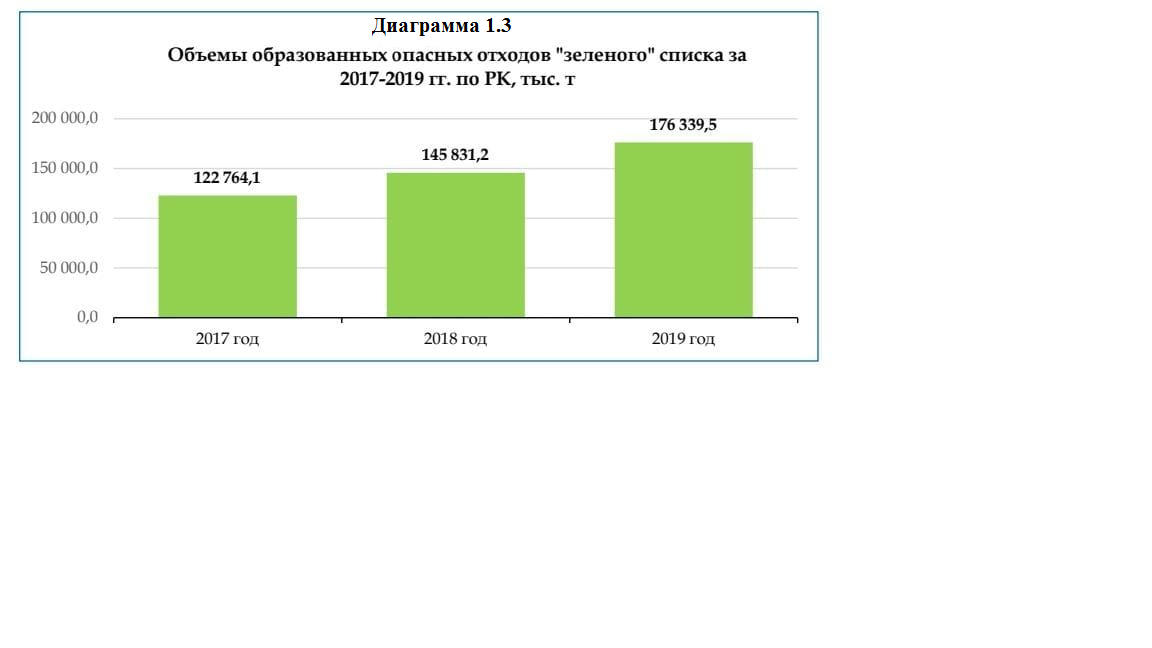 Диаграмма 1.3
Объемы образованных опасных отходов "зеленого" списка за
2017-2019 гг. по РК, тыс. т
200 000,0
150 000,0
100 000,0
50 000,0
0,0
122 764,1
145 831,2
176 339,5
2017 год
2018 год
2019 год